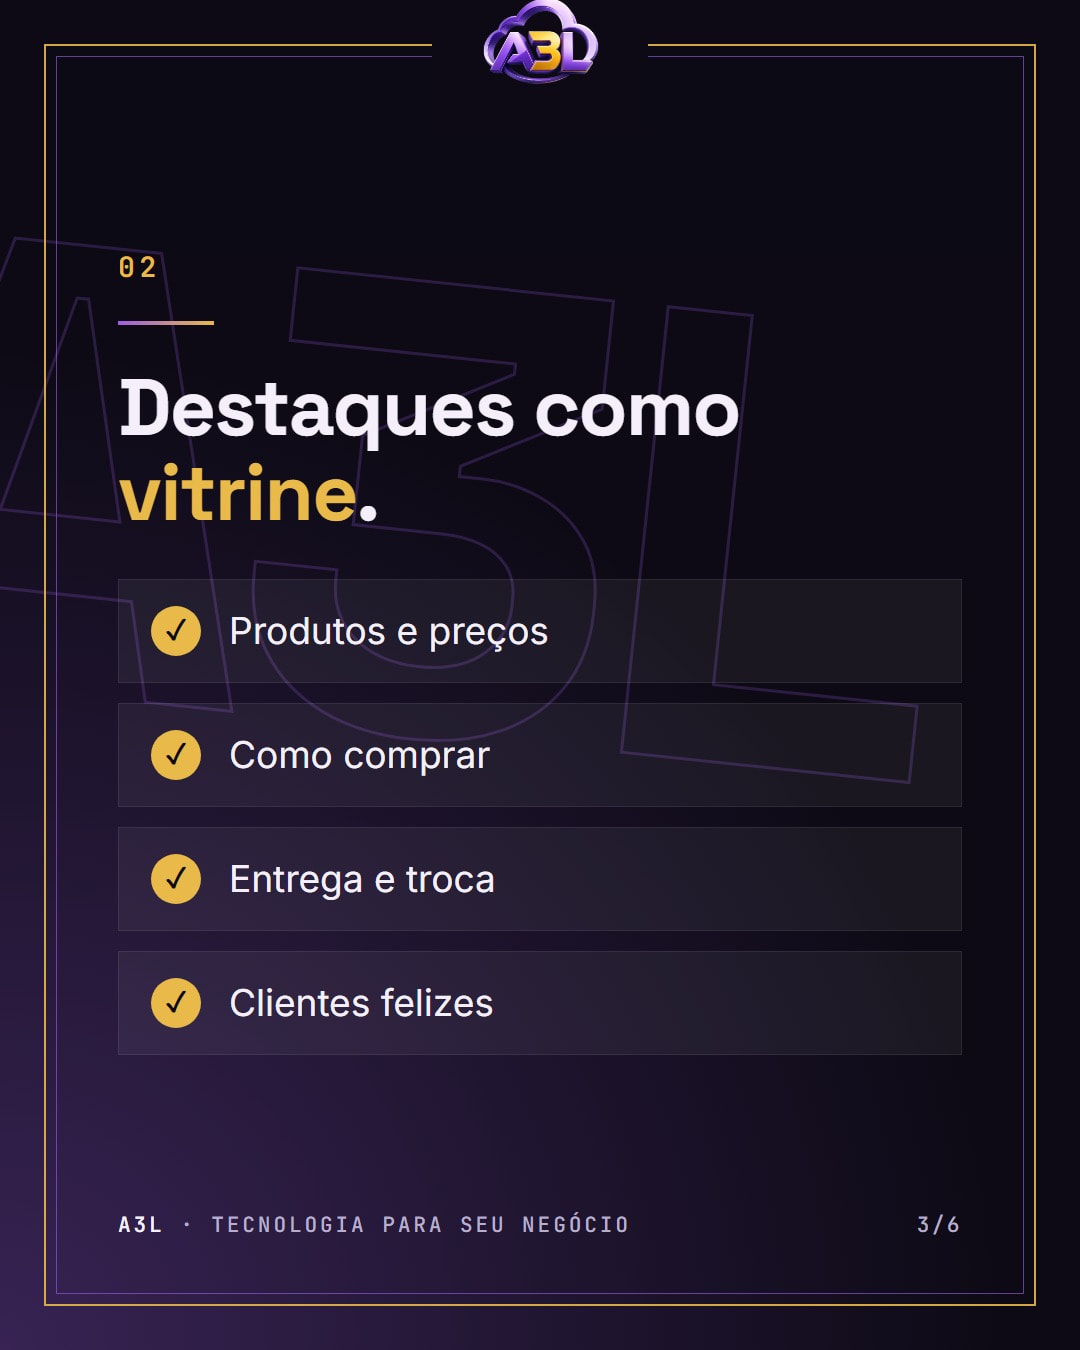 A3L
02
Destaques como
vitrine.
✓ Produtos e preços
✓ Como comprar
✓ Entrega e troca
✓ Clientes felizes
A3L · TECNOLOGIA PARA SEU NEGÓCIO 3/6
A3L